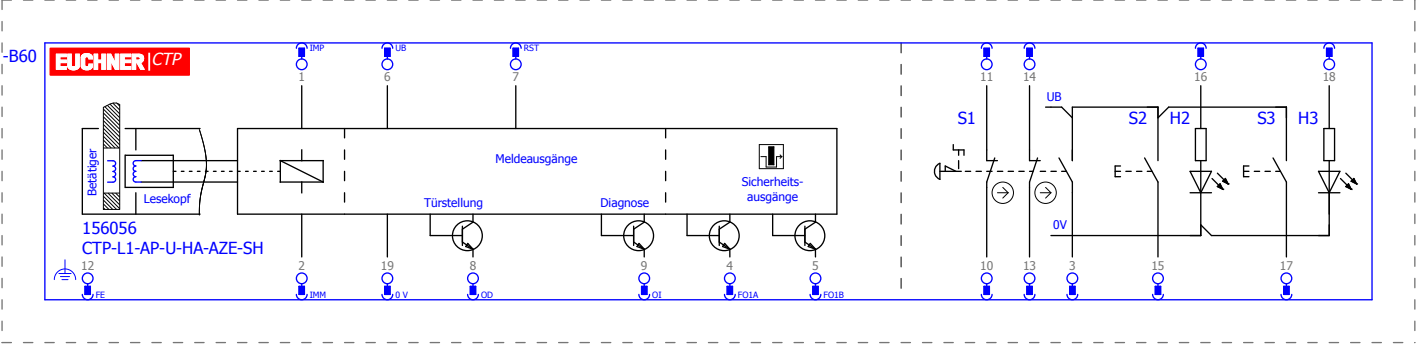 -B60
EUCHNER CTP
IMP
UB
RST
1
6
7
11
14
16
18
UB
S1
S2
H2
S3
H3
Betätiger
Lesekopf
Meldeausgänge
Sicherheits-
ausgänge
Türstellung
Diagnose
0V
156056
CTP-L1-AP-U-HA-AZE-SH
12
2
19
8
9
4
5
10
13
3
15
17
FE
IMM
0 V
OD
OI
FO1A
FO1B